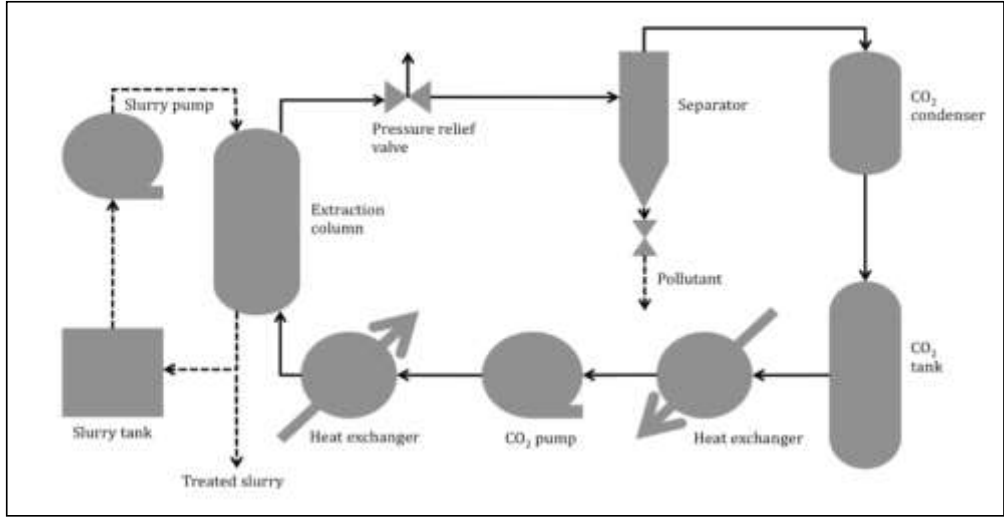 Slurry pump
Pressure relief
valve
Separator
CO₂
condenser
Extraction
column
Pollutant
CO₂
tank
Slurry tank
Heat exchanger
CO₂ pump
Heat exchanger
Treated slurry